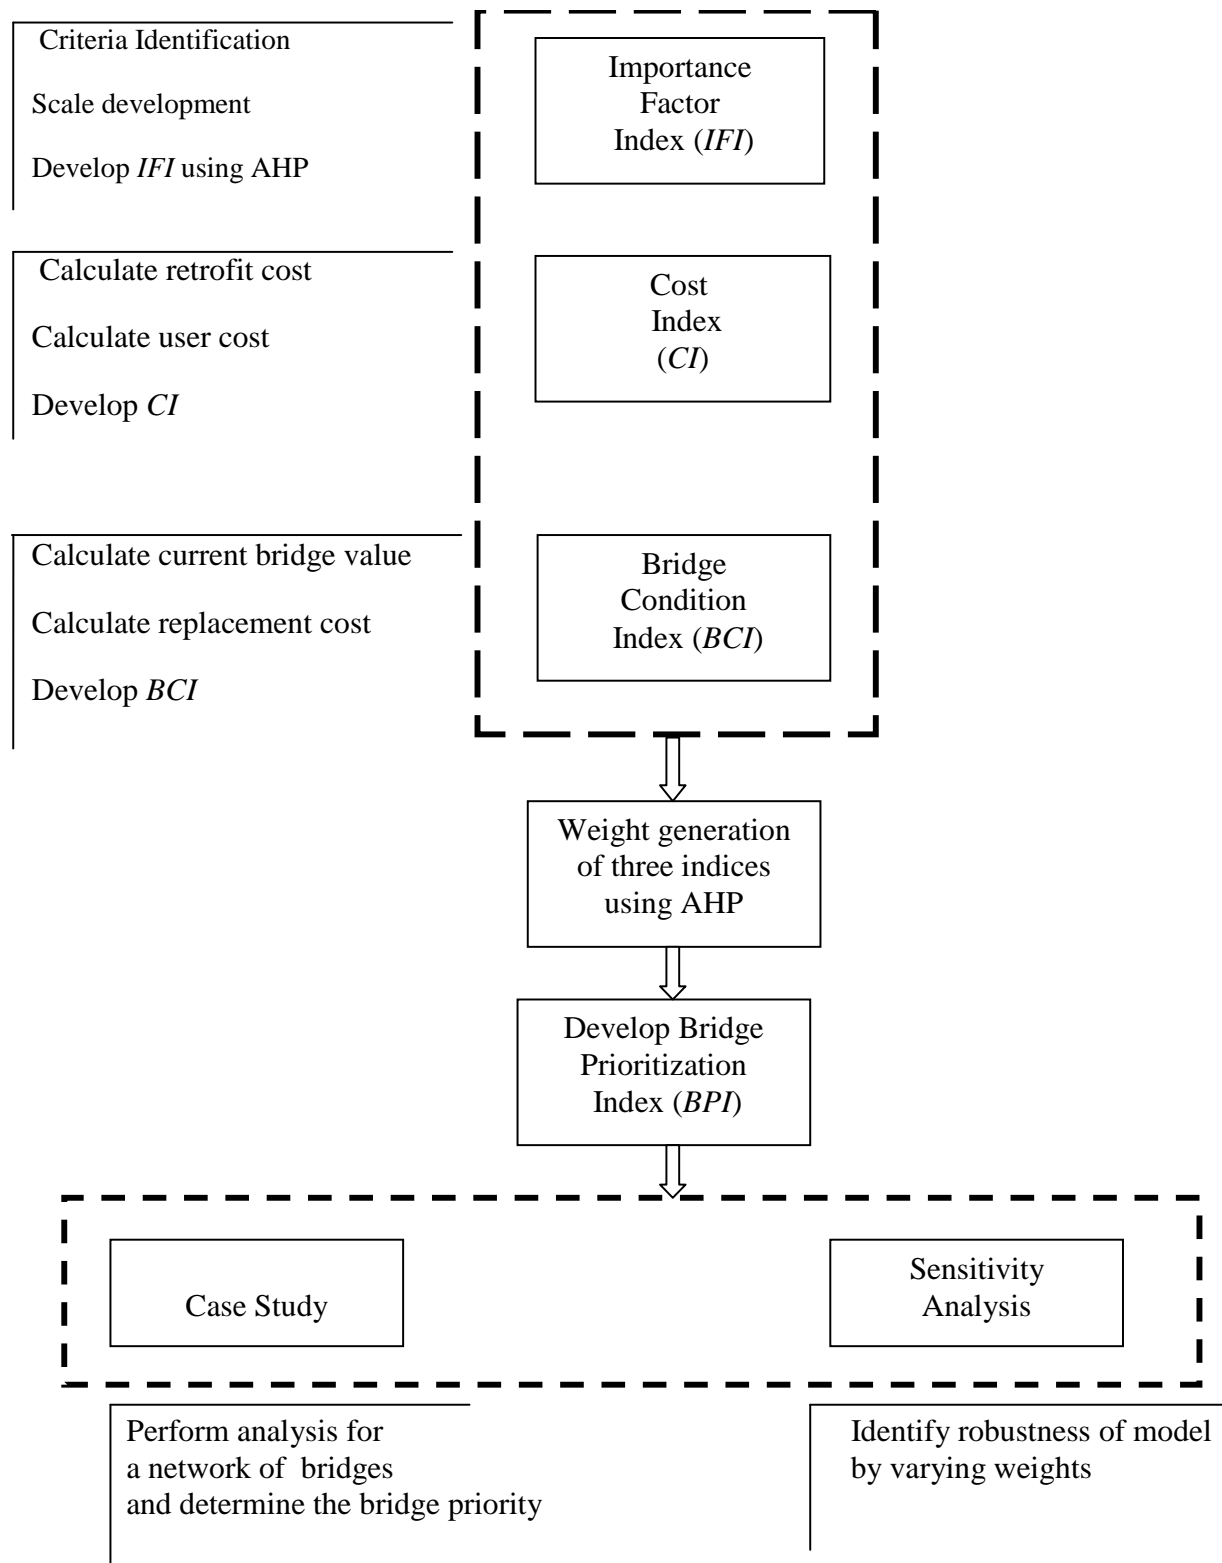 Criteria Identification
Scale development
Develop IFI using AHP
Importance
Factor
Index (IFI)
Calculate retrofit cost
Calculate user cost
Develop CI
Cost
Index
(CI)
Calculate current bridge value
Calculate replacement cost
Develop BCI
Bridge
Condition
Index (BCI)
Weight generation
of three indices
using AHP
Develop Bridge
Prioritization
Index (BPI)
Case Study
Sensitivity
Analysis
Perform analysis for
a network of bridges
and determine the bridge priority
Identify robustness of model
by varying weights